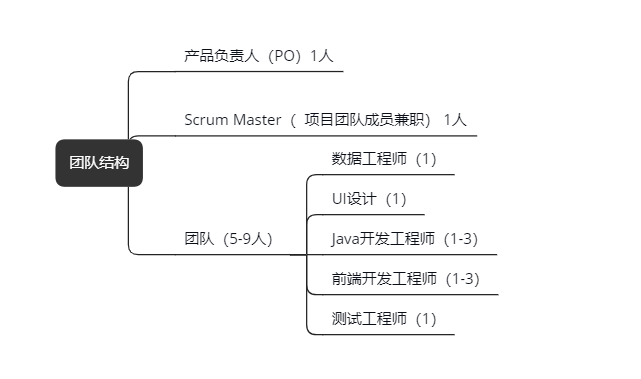 产品负责人（PO）1人
Scrum Master（ 项目团队成员兼职） 1人
团队结构
数据工程师（1）
UI设计（1）
团队（5-9人）
Java开发工程师（1-3）
前端开发工程师（1-3）
测试工程师（1）